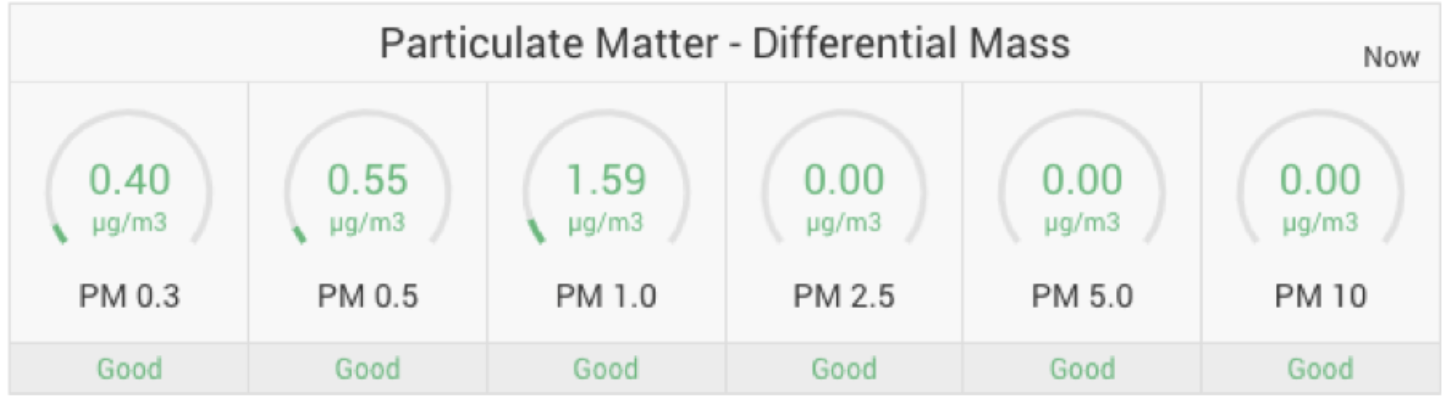 Particulate Matter - Differential Mass
Now
0.40 0.55 1.59 0.00 0.00 0.00
µg/m3 µg/m3 µg/m3 µg/m3 µg/m3 µg/m3
PM 0.3 PM 0.5 PM 1.0 PM 2.5 PM 5.0 PM 10
Good Good Good Good Good Good